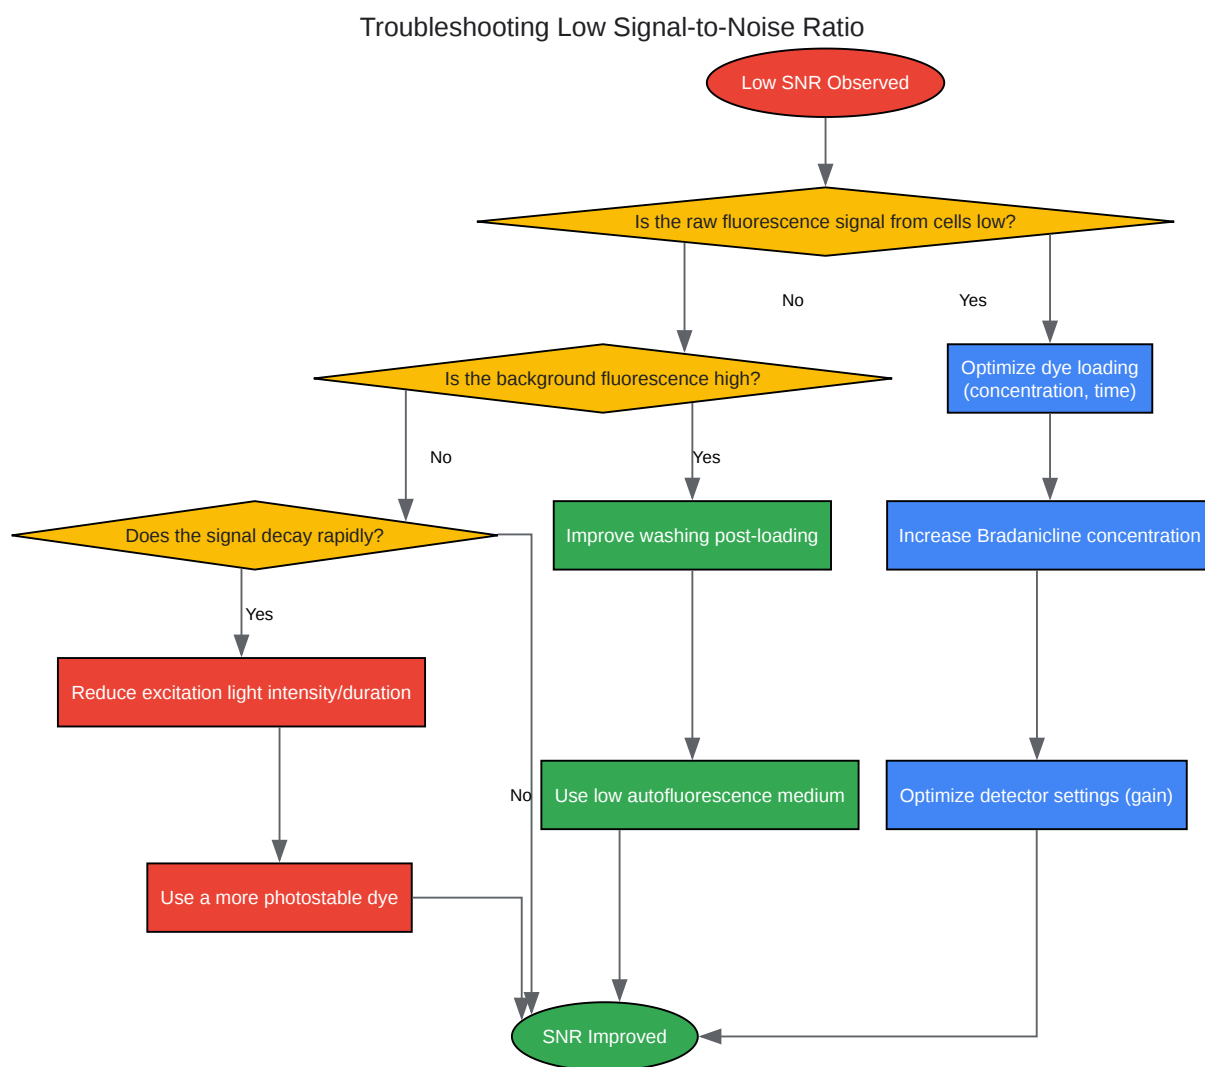 Troubleshooting Low Signal-to-Noise Ratio
Low SNR Observed
Is the raw fluorescence signal from cells low?
No
Yes
Is the background fluorescence high?
Optimize dye loading
(concentration, time)
No
Yes
Does the signal decay rapidly?
Improve washing post-loading
Increase Bradanicline concentration
Yes
Reduce excitation light intensity/duration
No
Use low autofluorescence medium
Optimize detector settings (gain)
Use a more photostable dye
SNR Improved